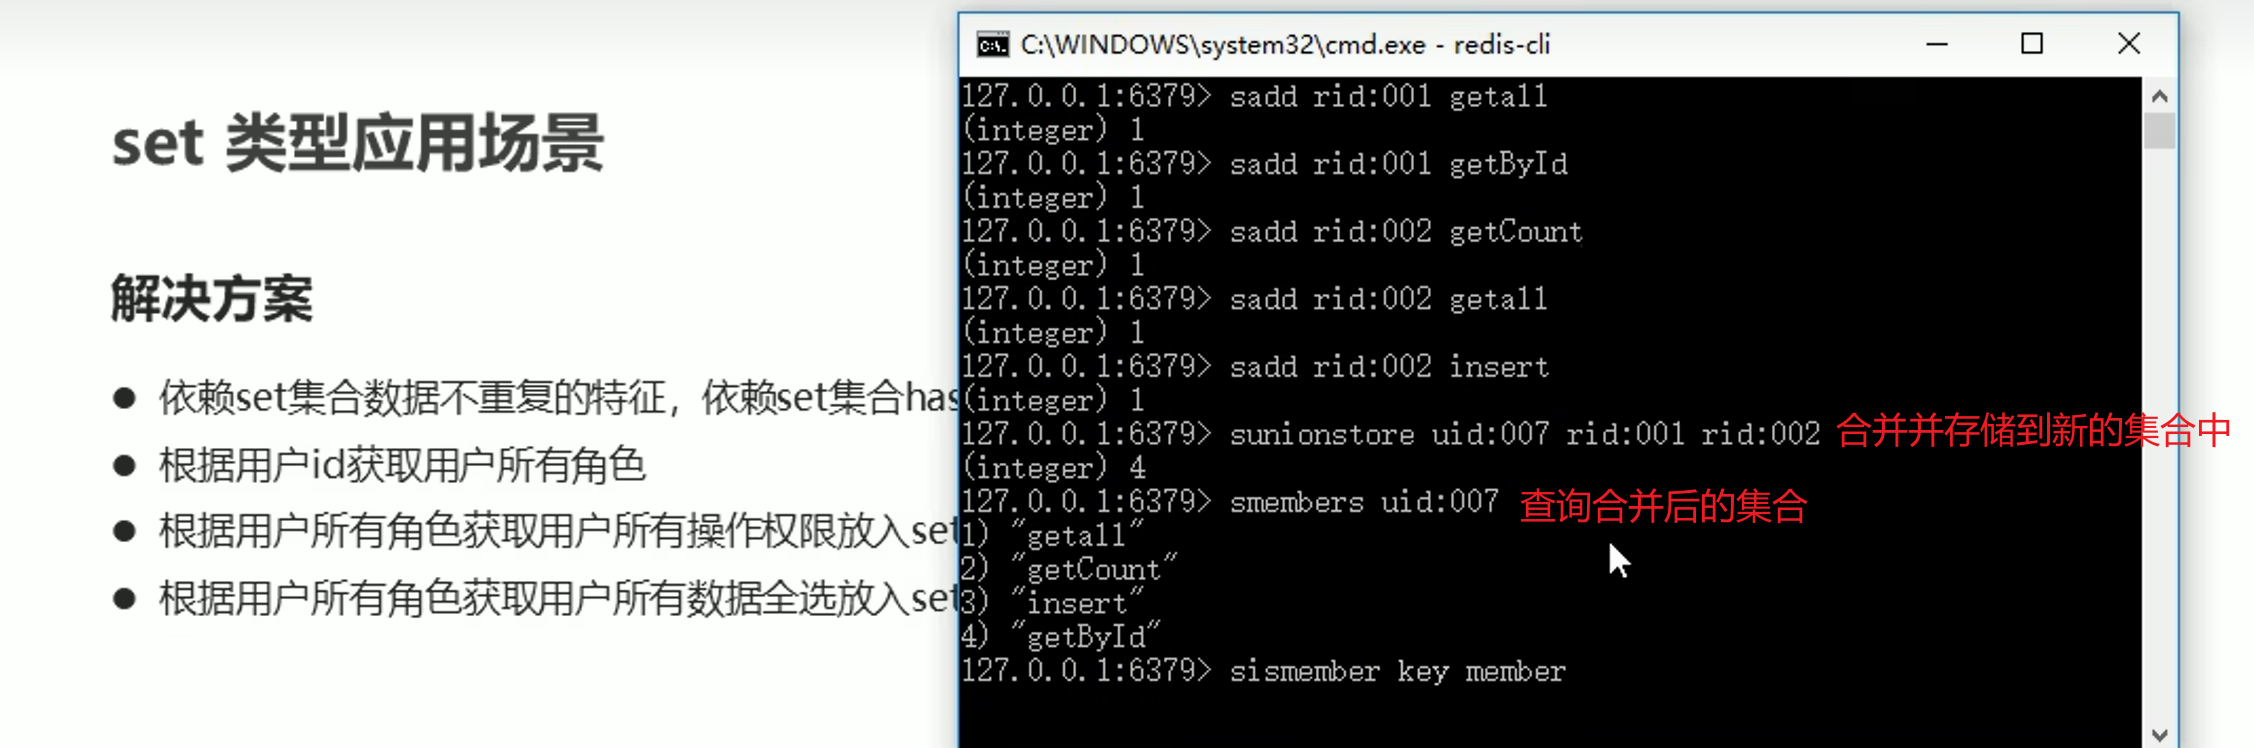 set 类型应用场景
解决方案
依赖set集合数据不重复的特征，依赖set集合has
根据用户id获取用户所有角色
根据用户所有角色获取用户所有操作权限放入set
根据用户所有角色获取用户所有数据全选放入set
C:\WINDOWS\system32\cmd.exe - redis-cli
127.0.0.1:6379> sadd rid:001 getall
(integer) 1
127.0.0.1:6379> sadd rid:001 getById
(integer) 1
127.0.0.1:6379> sadd rid:002 getCount
(integer) 1
127.0.0.1:6379> sadd rid:002 getall
(integer) 1
127.0.0.1:6379> sadd rid:002 insert
(integer) 1
127.0.0.1:6379> sunionstore uid:007 rid:001 rid:002 合并并存储到新的集合中
(integer) 4
127.0.0.1:6379> smembers uid:007 查询合并后的集合
1) "getall"
2) "getCount"
3) "insert"
4) "getById"
127.0.0.1:6379> sismember key member